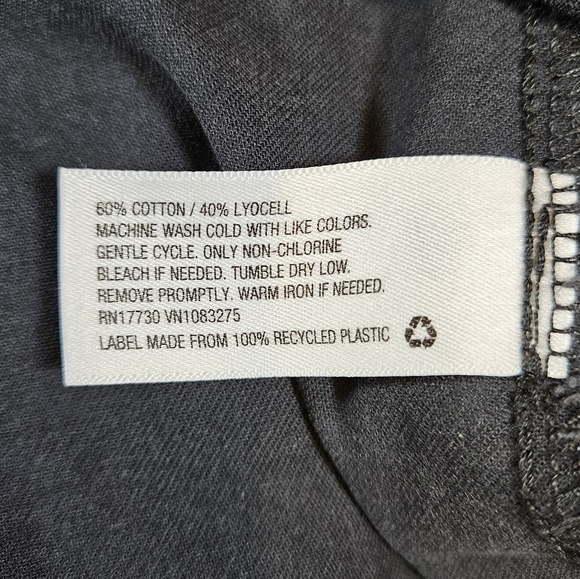 60% COTTON / 40% LYOCELL
MACHINE WASH COLD WITH LIKE COLORS.
GENTLE CYCLE. ONLY NON-CHLORINE
BLEACH IF NEEDED. TUMBLE DRY LOW.
REMOVE PROMPTLY. WARM IRON IF NEEDED.
RN17730 VN1083275
LABEL MADE FROM 100% RECYCLED PLASTIC